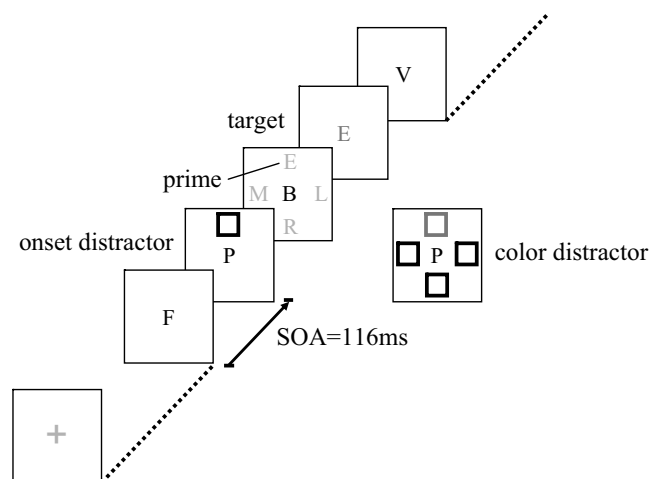 V
target
E
prime
E
M B L
R
onset distractor
P
P
color distractor
F
SOA=116ms
+